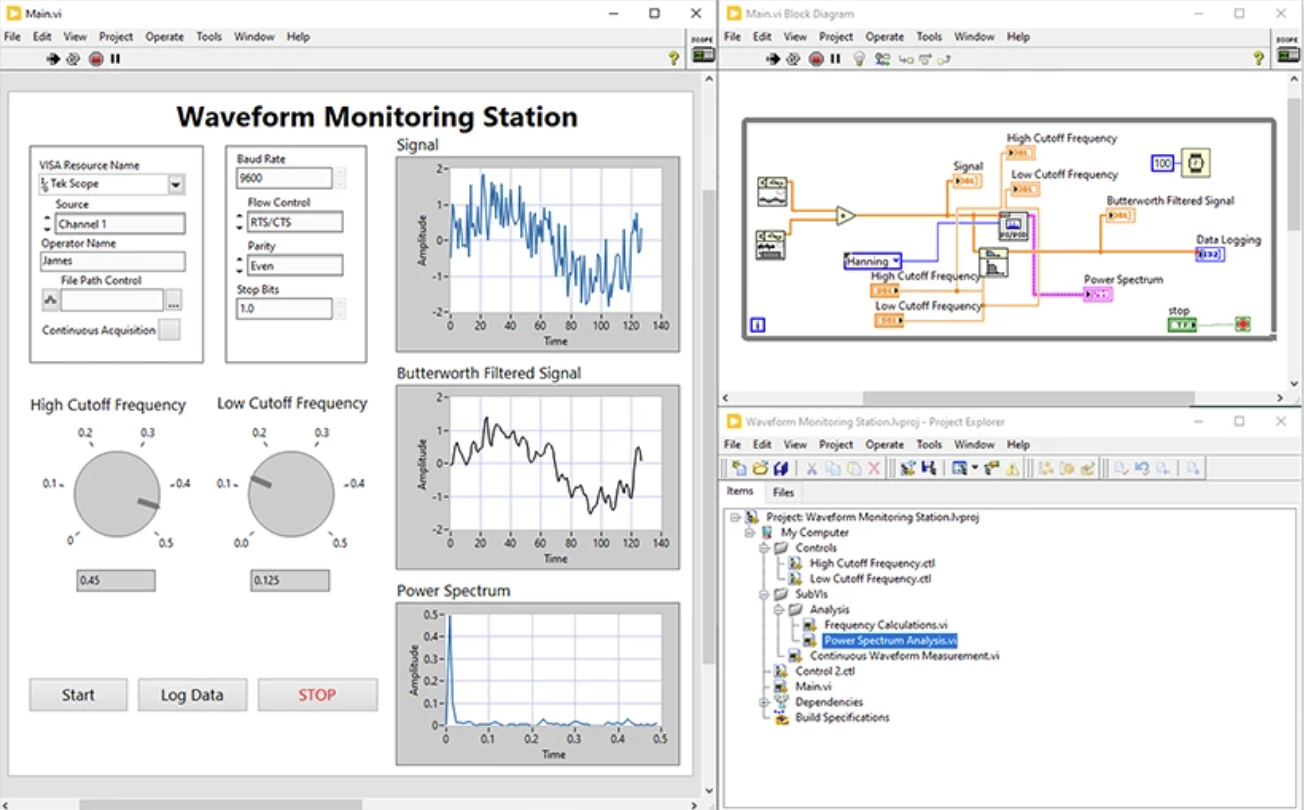 Main.vi
File Edit View Project Operate Tools Window Help
SCOPE
?
Waveform Monitoring Station
VISA Resource Name
Tek Scope
Source
Channel 1
Operator Name
James
File Path Control
...
Continuous Acquisition
Baud Rate
9600
Flow Control
RTS/CTS
Parity
Even
Stop Bits
1.0
High Cutoff Frequency
0.2 0.3
0.1 0.4
0 0.5
0.45
Low Cutoff Frequency
0.2 0.3
0.1 0.4
0.0 0.5
0.125
Start Log Data STOP
Signal
Amplitude
2
1
0
-1
-2
0 20 40 60 80 100 120 140
Time
Butterworth Filtered Signal
Amplitude
2
1
0
-1
-2
0 20 40 60 80 100 120 140
Time
Power Spectrum
Amplitude
0.5
0.4
0.3
0.2
0.1
0
0 0.1 0.2 0.3 0.4 0.5
Time
Main.vi Block Diagram
File Edit View Project Operate Tools Window Help
SCOPE
?
High Cutoff Frequency
DBL
100
Signal
DBL
Low Cutoff Frequency
DBL
Butterworth Filtered Signal
DBL
Hanning
Data Logging
High Cutoff Frequency
DBL
Power Spectrum
Low Cutoff Frequency
DBL
stop
TF
i
Waveform Monitoring Station.lvproj - Project Explorer
File Edit View Project Operate Tools Window Help
Items Files
Project: Waveform Monitoring Station.lvproj
My Computer
Controls
High Cutoff Frequency.ctl
Low Cutoff Frequency.ctl
SubVIs
Analysis
Frequency Calculations.vi
Power Spectrum Analysis.vi
Continuous Waveform Measurement.vi
Control 2.ctl
Main.vi
Dependencies
Build Specifications